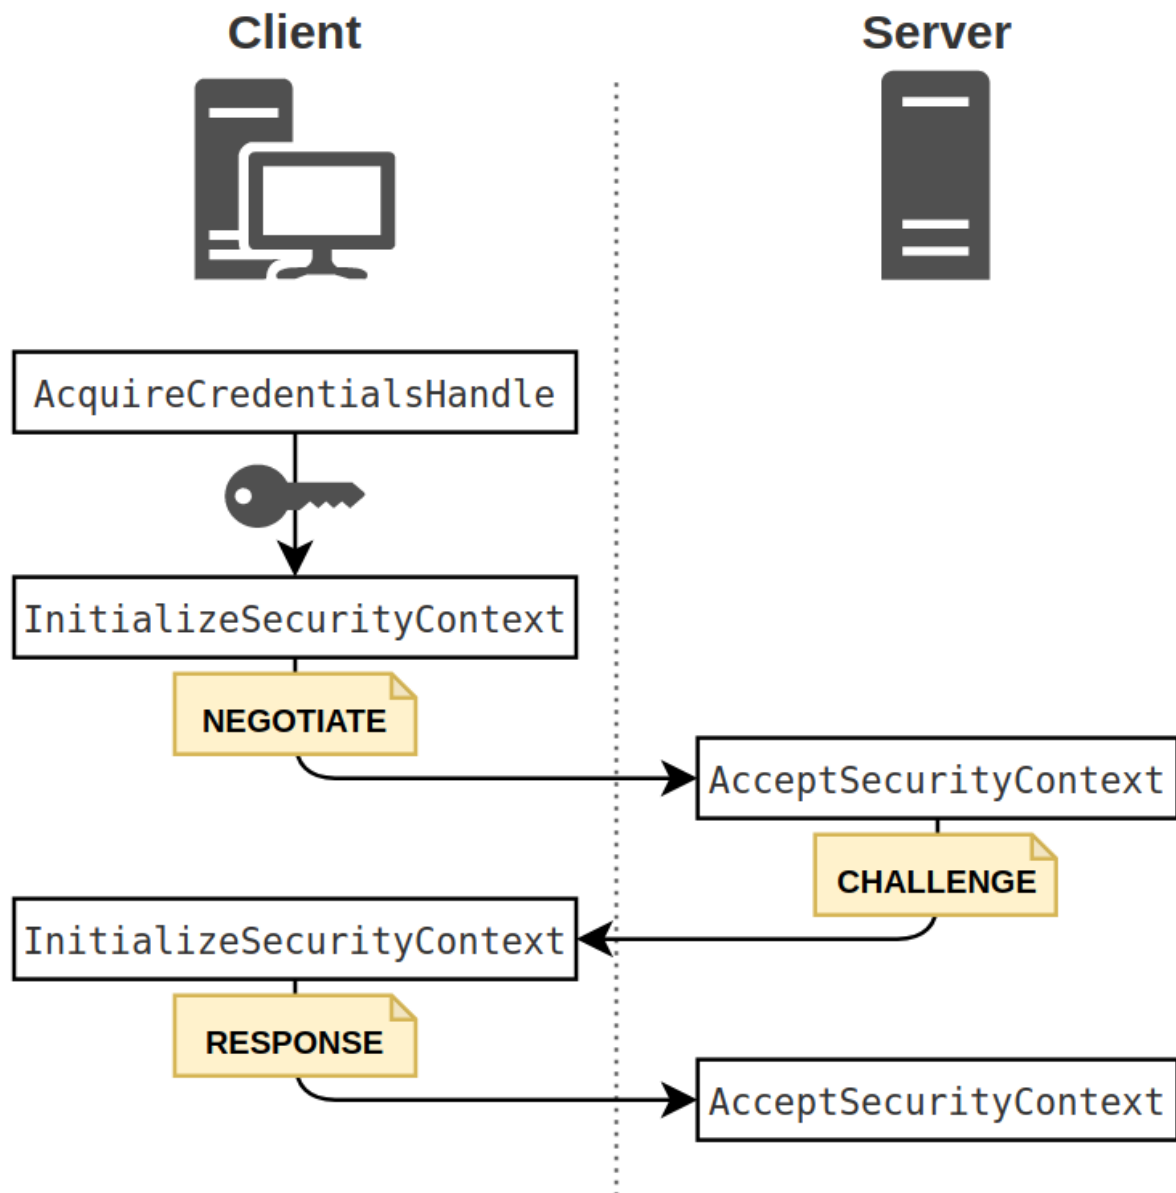 Client
Server
AcquireCredentialsHandle
InitializeSecurityContext
NEGOTIATE
AcceptSecurityContext
CHALLENGE
InitializeSecurityContext
RESPONSE
AcceptSecurityContext